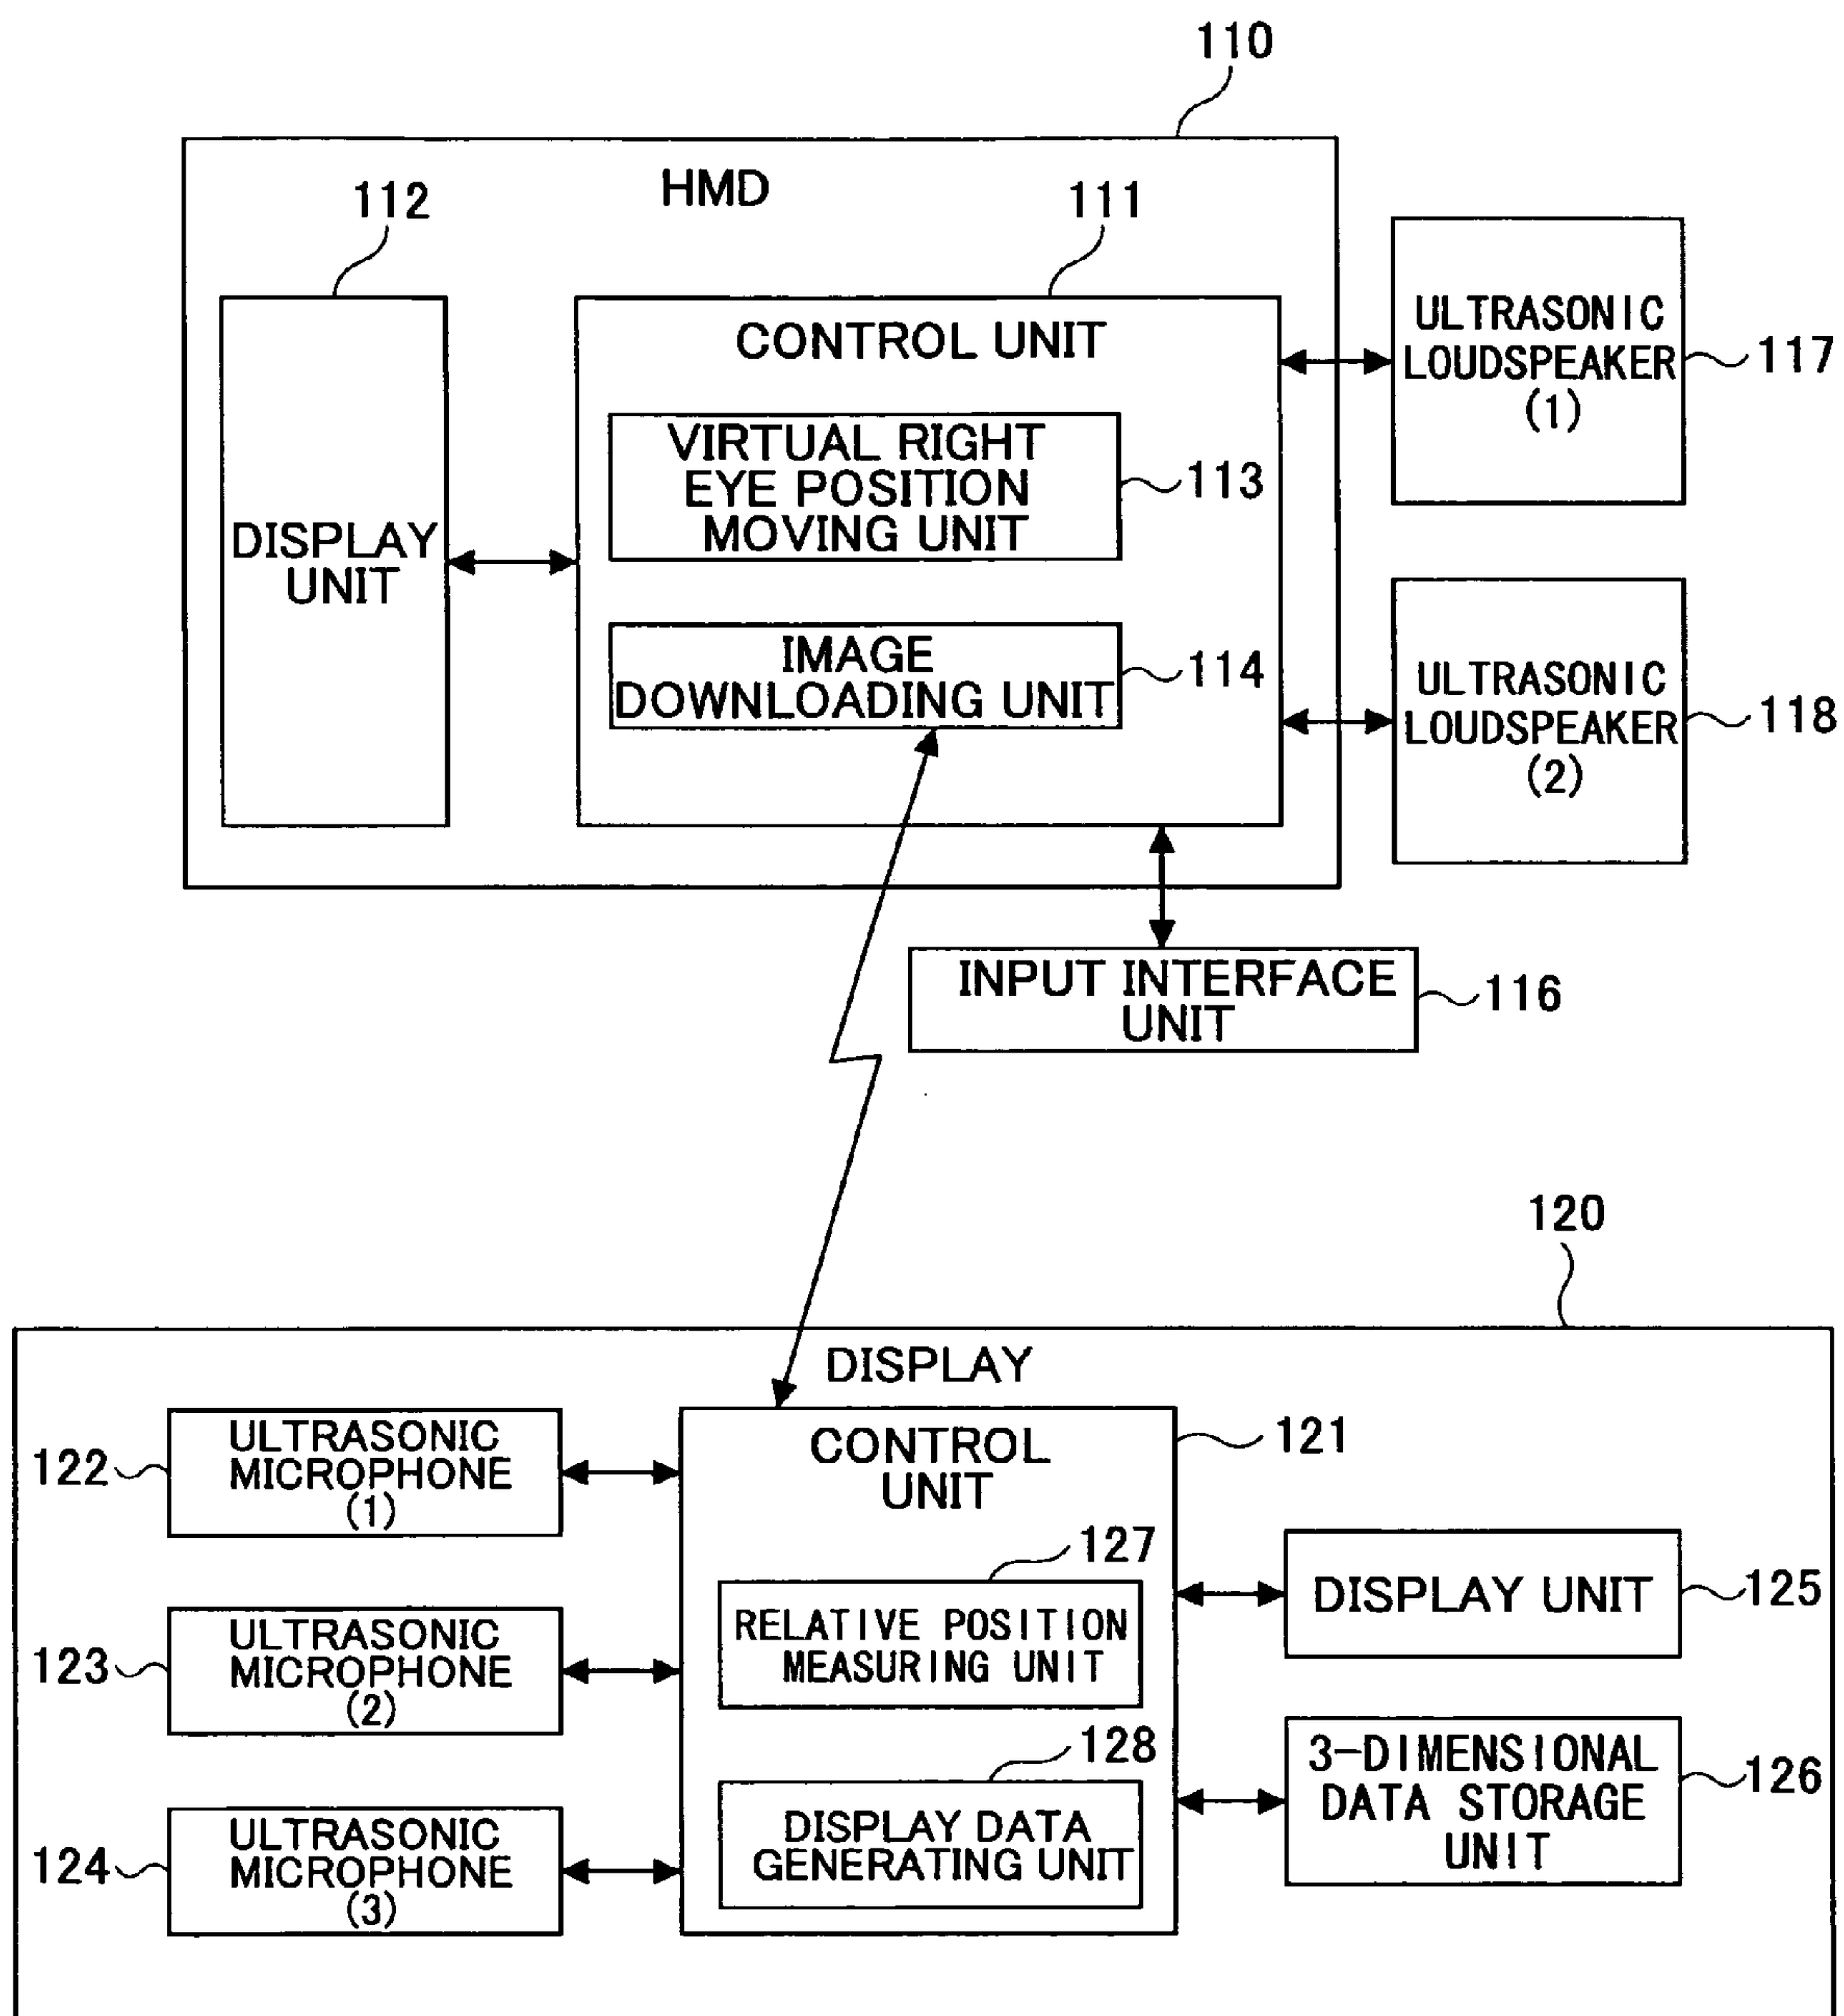 110
HMD
112
111
DISPLAY
UNIT
CONTROL UNIT
VIRTUAL RIGHT
EYE POSITION
MOVING UNIT
113
IMAGE
DOWNLOADING UNIT
114
ULTRASONIC
LOUDSPEAKER
(1)
117
ULTRASONIC
LOUDSPEAKER
(2)
118
INPUT INTERFACE
UNIT
116
120
DISPLAY
122
ULTRASONIC
MICROPHONE
(1)
123
ULTRASONIC
MICROPHONE
(2)
124
ULTRASONIC
MICROPHONE
(3)
CONTROL
UNIT
121
127
RELATIVE POSITION
MEASURING UNIT
128
DISPLAY DATA
GENERATING UNIT
DISPLAY UNIT
125
3-DIMENSIONAL
DATA STORAGE
UNIT
126